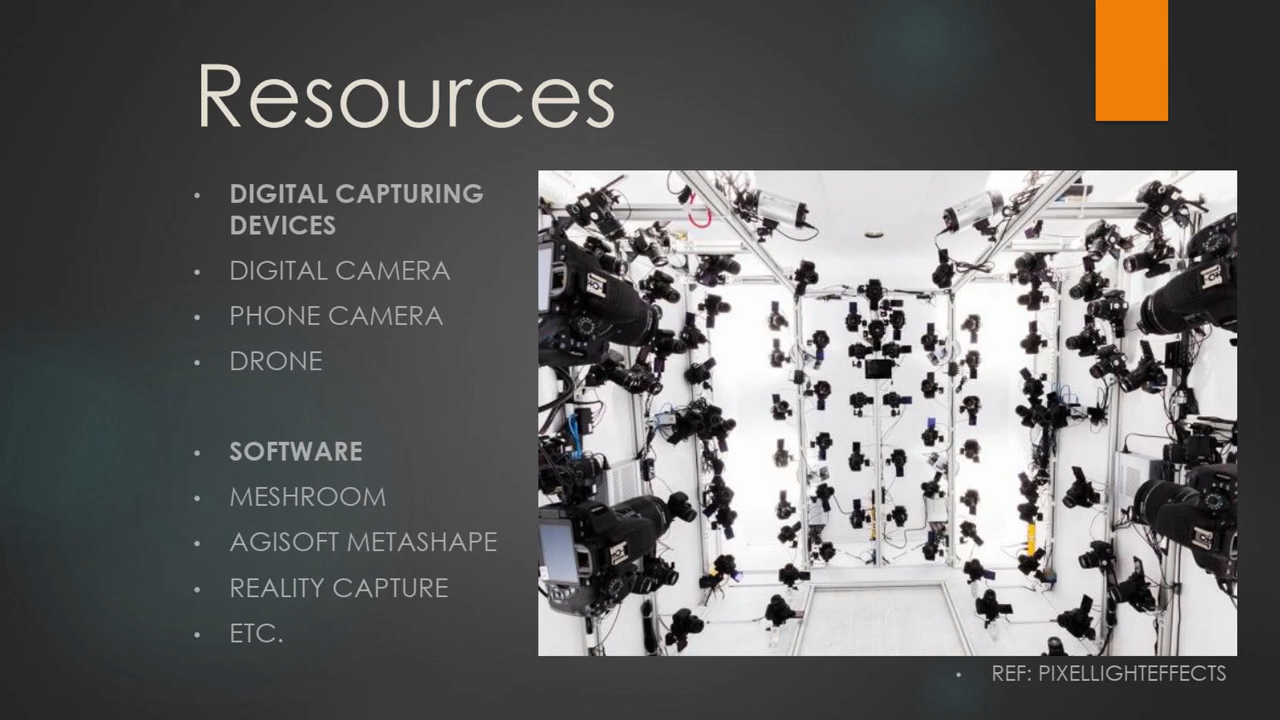 Resources
• DIGITAL CAPTURING
DEVICES
• DIGITAL CAMERA
• PHONE CAMERA
• DRONE
• SOFTWARE
• MESHROOM
• AGISOFT METASHAPE
• REALITY CAPTURE
• ETC.
• REF: PIXELLIGHTEFFECTS